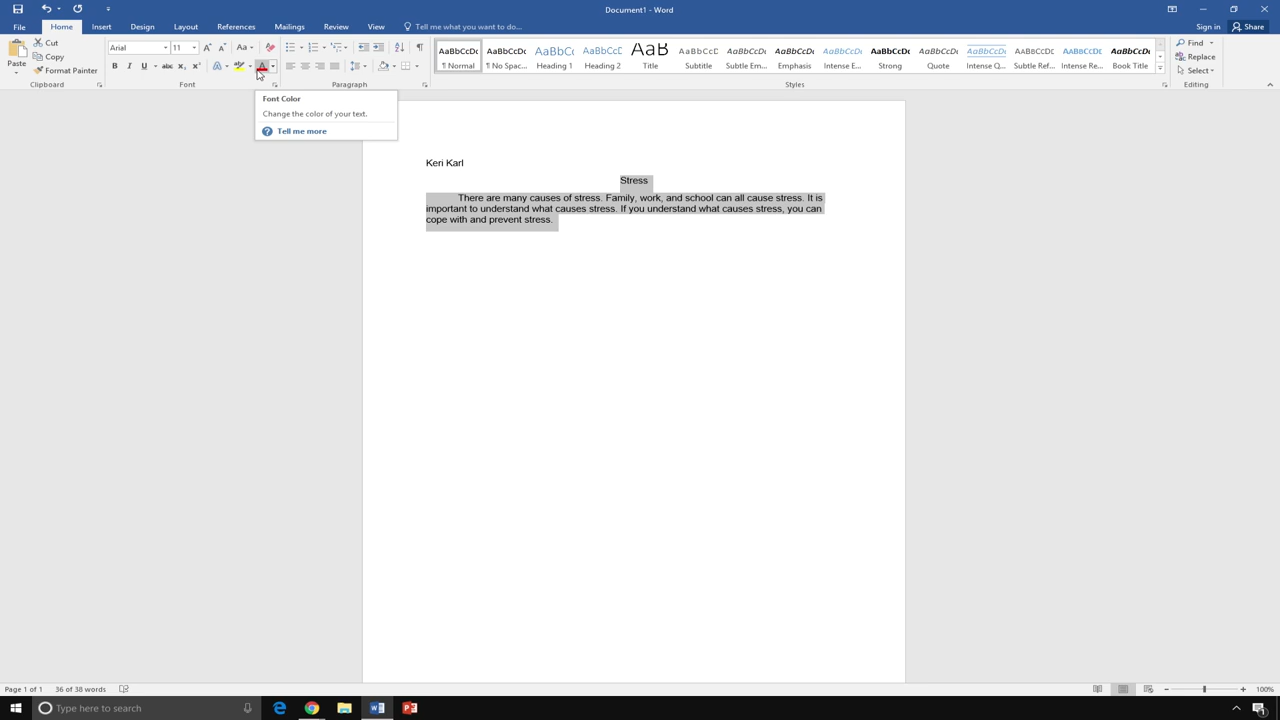 Document1 - Word
File Home Insert Design Layout References Mailings Review View Tell me what you want to do... Sign in Share
Paste Cut Copy Format Painter
Arial 11
Clipboard Font Paragraph Styles Editing
AaBbCcDc AaBbCcDc AaBbCc AaBbCcD AaB AaBbCcD AaBbCcDc AaBbCcDc AaBbCcDc AaBbCcDc AaBbCcDc AaBbCcDc AaBbCcDc AaBbCcDc AaBbCcDc
¶ Normal ¶ No Spac... Heading 1 Heading 2 Title Subtitle Subtle Em... Emphasis Intense E... Strong Quote Intense Q... Subtle Ref... Intense Re... Book Title
Find
Replace
Select
Font Color
Change the color of your text.
Tell me more
Keri Karl
Stress
There are many causes of stress. Family, work, and school can all cause stress. It is
important to understand what causes stress. If you understand what causes stress, you can
cope with and prevent stress.
Page 1 of 1 36 of 38 words 100%
Type here to search